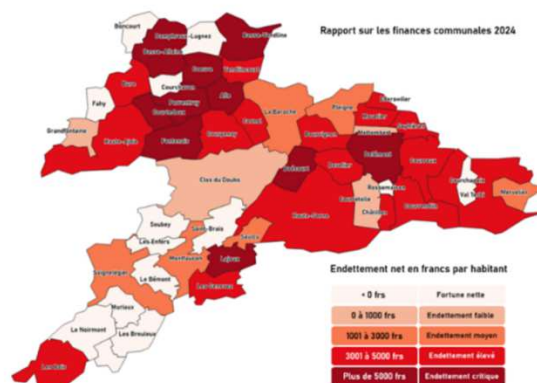 Rapport sur les finances communales 2024
Boncourt
Damphreux-Lugnez
Basse-Allaine
Basse-Vendline
Bure
Coeuve
Vendlincourt
Courchavon
Alle
Fahy
Porrentruy
Courtedoux
Cornol
La Baroche
Pleigne
Grandfontaine
Haute-Ajoie
Fontenais
Courgenay
Bourrignon
Movelier
Soyhières
Mettembert
Delémont
Courroux
Boécourt
Develier
Rossemaison
Courchapoix
Val Terbi
Mervelier
Clos du Doubs
Courtételle
Châtillon
Courrendlin
Haute-Sorne
Soubey
Saint-Brais
Les Enfers
Montfaucon
Saulcy
Lajoux
Saignelégier
Le Bémont
Les Genevez
Muriaux
Le Noirmont
Les Breuleux
Les Bois
Endettement net en francs par habitant
< 0 frs Fortune nette
0 à 1000 frs Endettement faible
1001 à 3000 frs Endettement moyen
3001 à 5000 frs Endettement élevé
Plus de 5000 frs Endettement critique